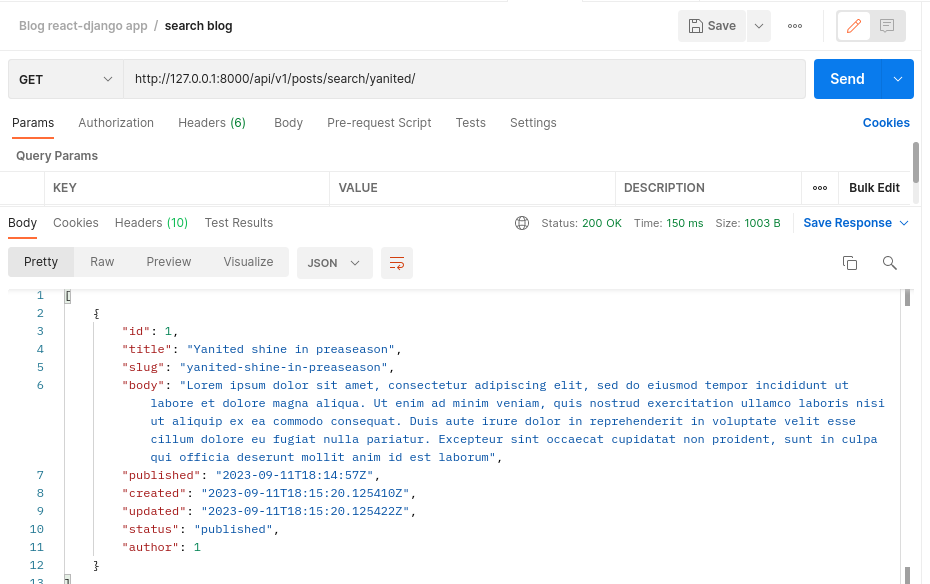 Blog react-django app / search blog
Save
GET
http://127.0.0.1:8000/api/v1/posts/search/yanited/
Send
Params Authorization Headers (6) Body Pre-request Script Tests Settings Cookies
Query Params
KEY VALUE DESCRIPTION Bulk Edit
Body Cookies Headers (10) Test Results Status: 200 OK Time: 150 ms Size: 1003 B Save Response
Pretty Raw Preview Visualize JSON
1 [
2 {
3 "id": 1,
4 "title": "Yanited shine in preaseason",
5 "slug": "yanited-shine-in-preaseason",
6 "body": "Lorem ipsum dolor sit amet, consectetur adipiscing elit, sed do eiusmod tempor incididunt ut
labore et dolore magna aliqua. Ut enim ad minim veniam, quis nostrud exercitation ullamco laboris nisi
ut aliquip ex ea commodo consequat. Duis aute irure dolor in reprehenderit in voluptate velit esse
cillum dolore eu fugiat nulla pariatur. Excepteur sint occaecat cupidatat non proident, sunt in culpa
qui officia deserunt mollit anim id est laborum",
7 "published": "2023-09-11T18:14:57Z",
8 "created": "2023-09-11T18:15:20.125410Z",
9 "updated": "2023-09-11T18:15:20.125422Z",
10 "status": "published",
11 "author": 1
12 }
13 ]